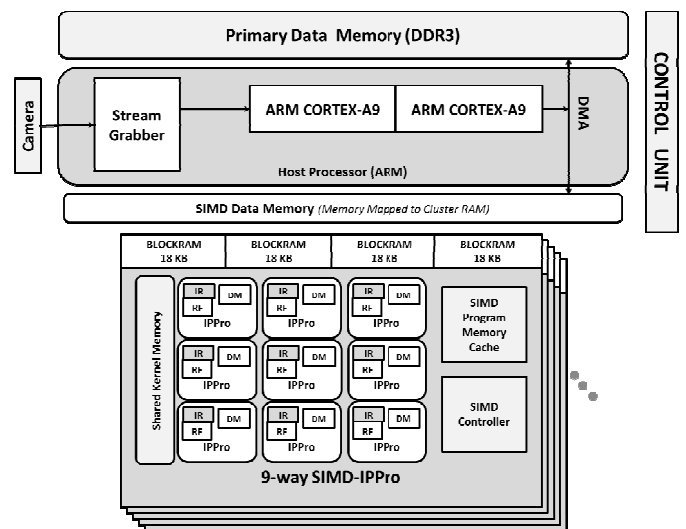 Primary Data Memory (DDR3)
CONTROL UNIT
Camera
Stream
Grabber
ARM CORTEX-A9
ARM CORTEX-A9
DMA
Host Processor (ARM)
SIMD Data Memory (Memory Mapped to Cluster RAM)
BLOCKRAM
18 KB
BLOCKRAM
18 KB
BLOCKRAM
18 KB
BLOCKRAM
18 KB
Shared Kernel Memory
IR
DM
RF
IPPro
IR
DM
RF
IPPro
IR
DM
RF
IPPro
IR
DM
RF
IPPro
IR
DM
RF
IPPro
IR
DM
RF
IPPro
IR
DM
RF
IPPro
IR
DM
RF
IPPro
IR
DM
RF
IPPro
SIMD
Program
Memory
Cache
SIMD
Controller
9-way SIMD-IPPro